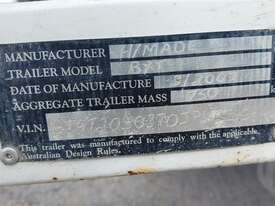 MANUFACTURER H/MADE
TRAILER MODEL
DATE OF MANUFACTURE
AGGREGATE TRAILER MASS
V.I.N.
This trailer was manufactured to comply with the applicable
Australian Design Rules.